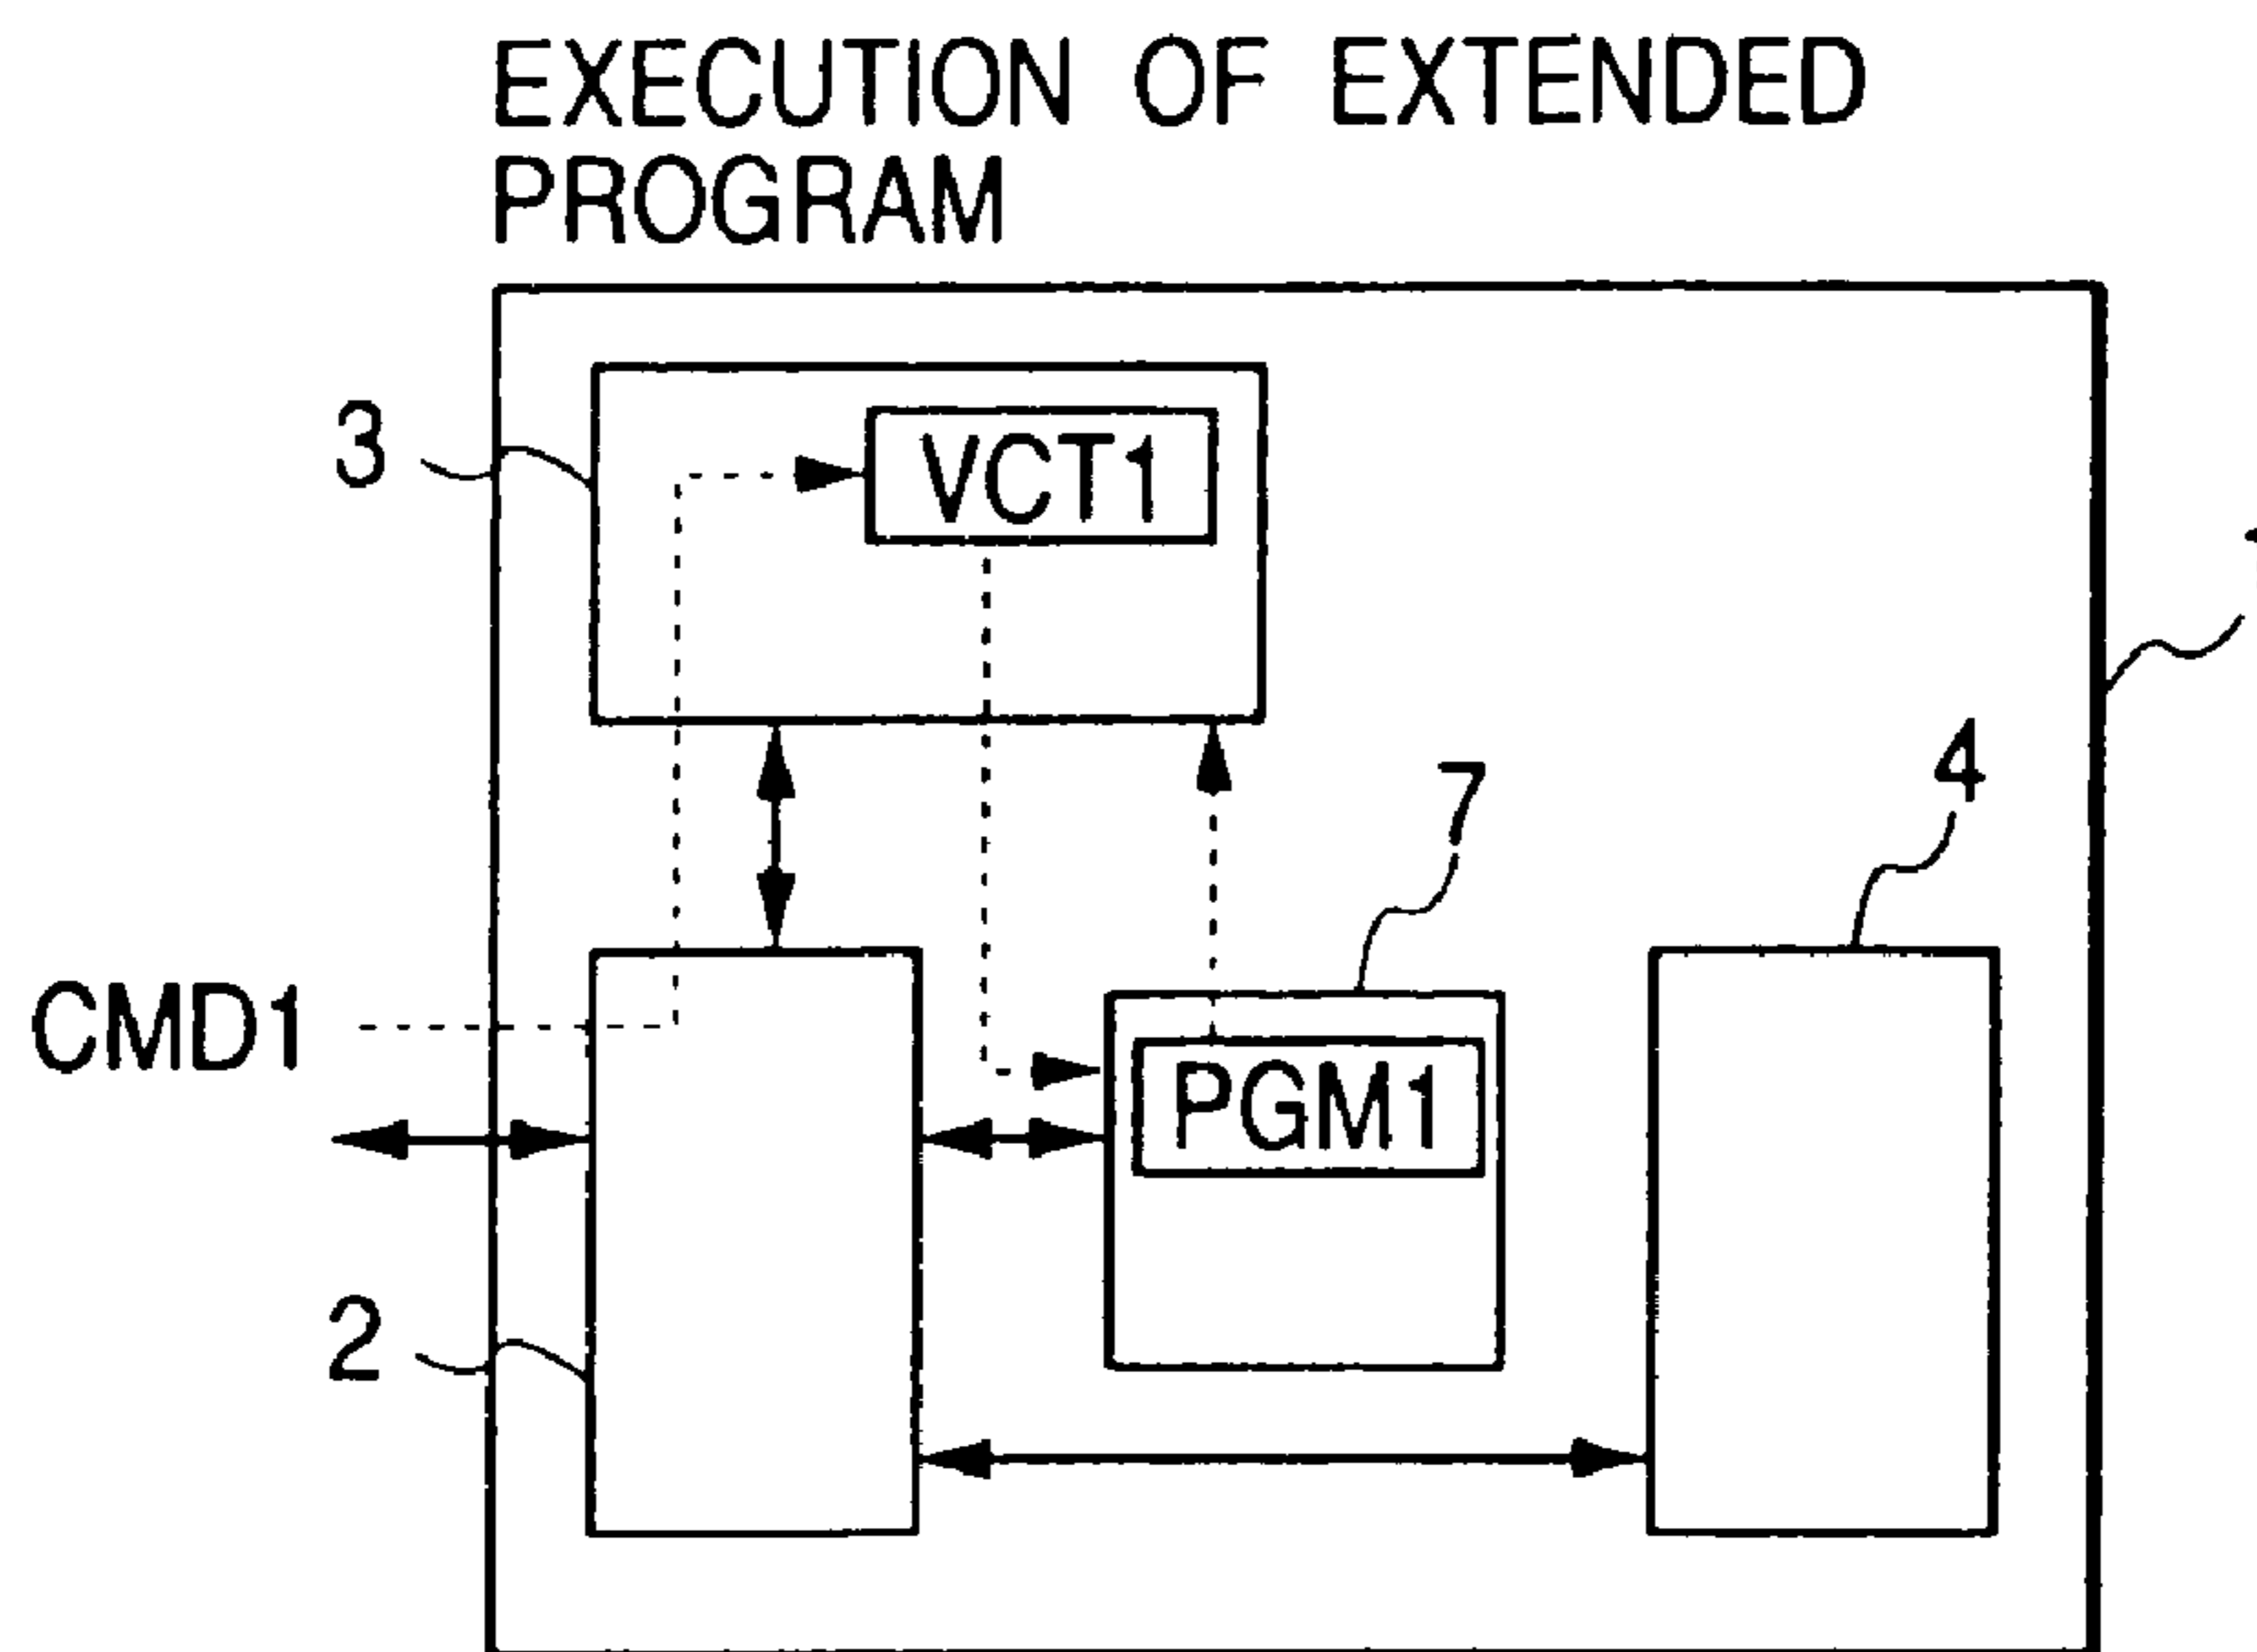 EXECUTION OF EXTENDED
PROGRAM
3
VCT1
4
7
CMD1
PGM1
2